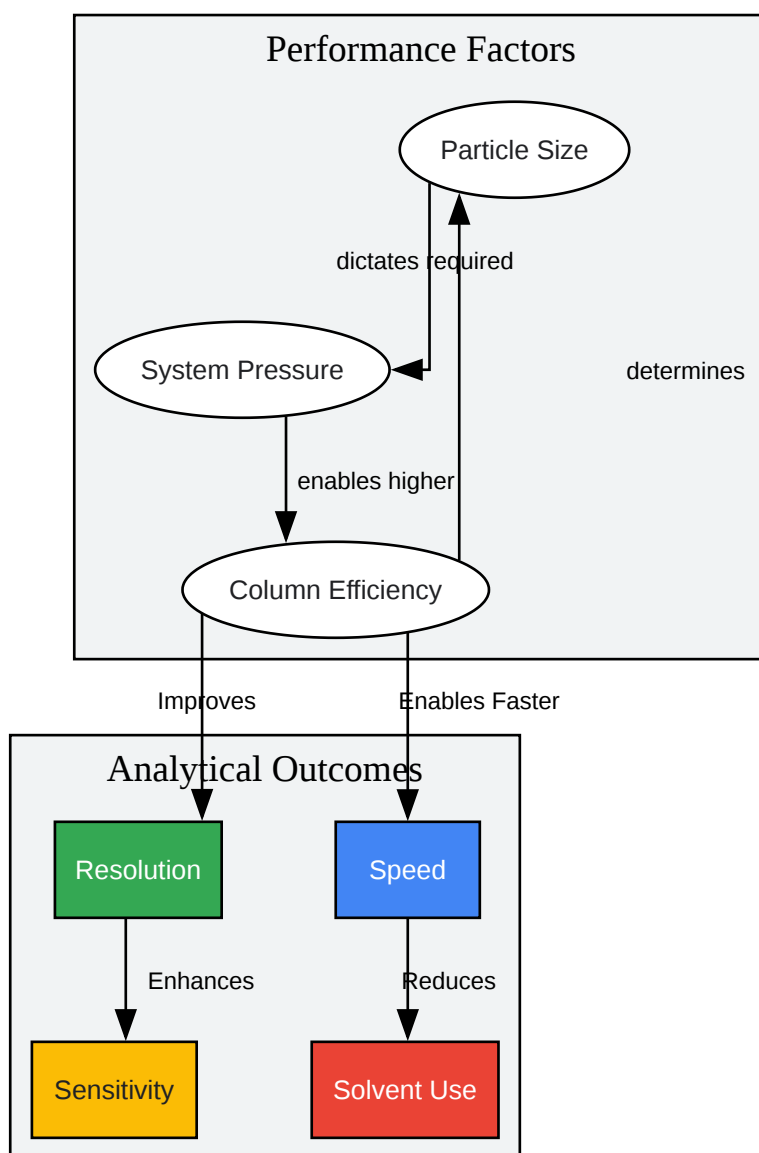 Performance Factors
Particle Size
dictates required
System Pressure
determines
enables higher
Column Efficiency
Improves
Enables Faster
Analytical Outcomes
Resolution
Speed
Enhances
Reduces
Sensitivity
Solvent Use